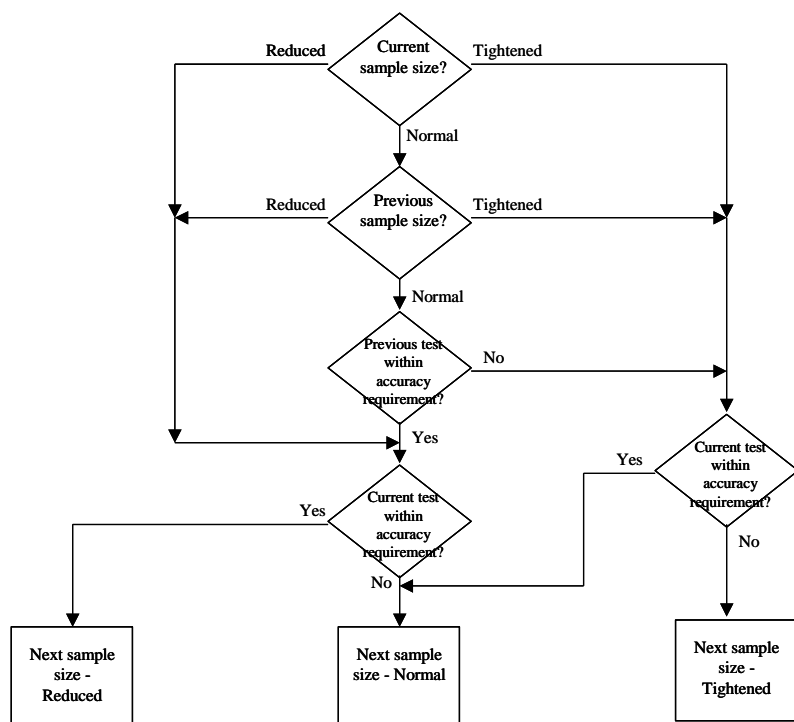 Reduced
Current
sample size?
Tightened
Normal
Reduced
Previous
sample size?
Tightened
Normal
Previous test
within
accuracy
requirement?
No
Yes
Yes
Current test
within
accuracy
requirement?
Yes
Current test
within
accuracy
requirement?
No
No
Next sample
size -
Reduced
Next sample
size - Normal
Next sample
size -
Tightened